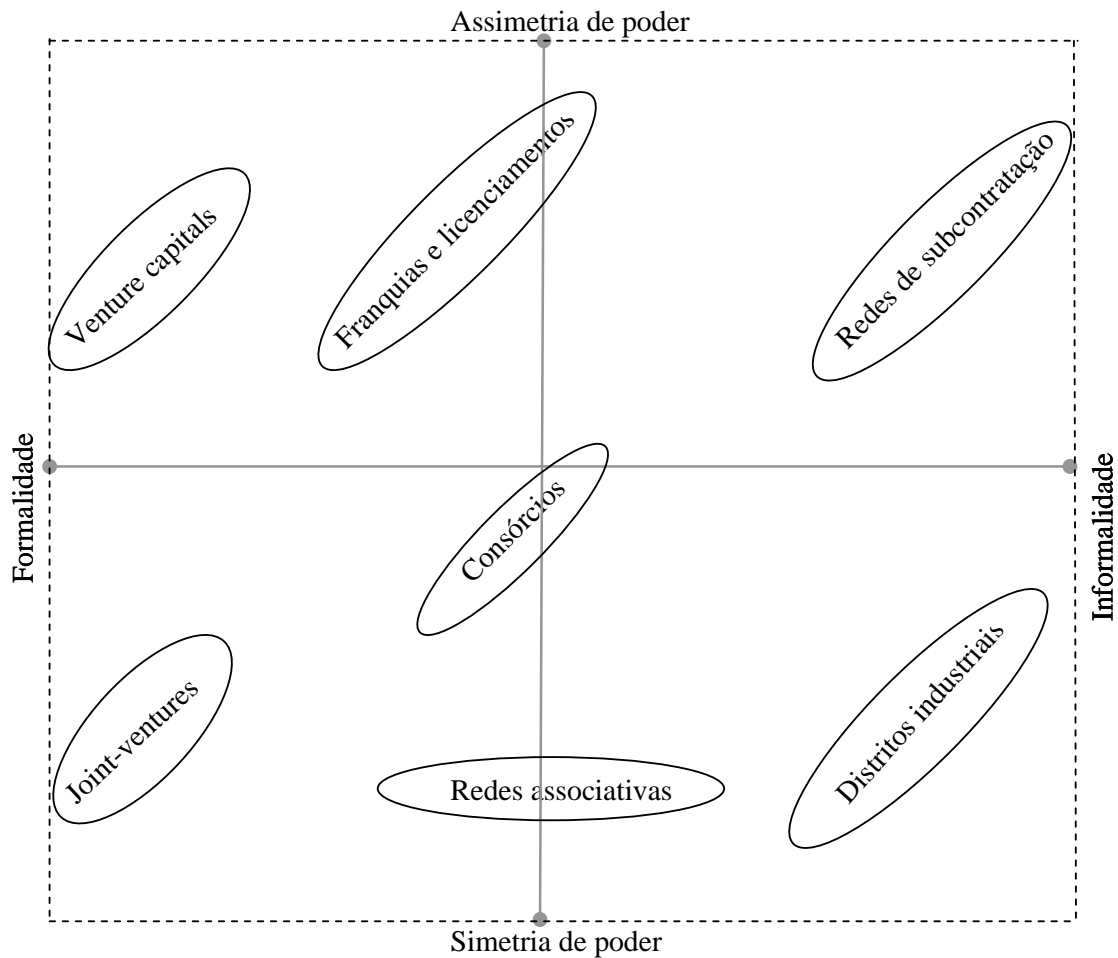 Assimetria de poder
Venture capitals
Franquias e licenciamentos
Redes de subcontratação
Formalidade
Informalidade
Consórcios
Joint-ventures
Redes associativas
Distritos industriais
Simetria de poder